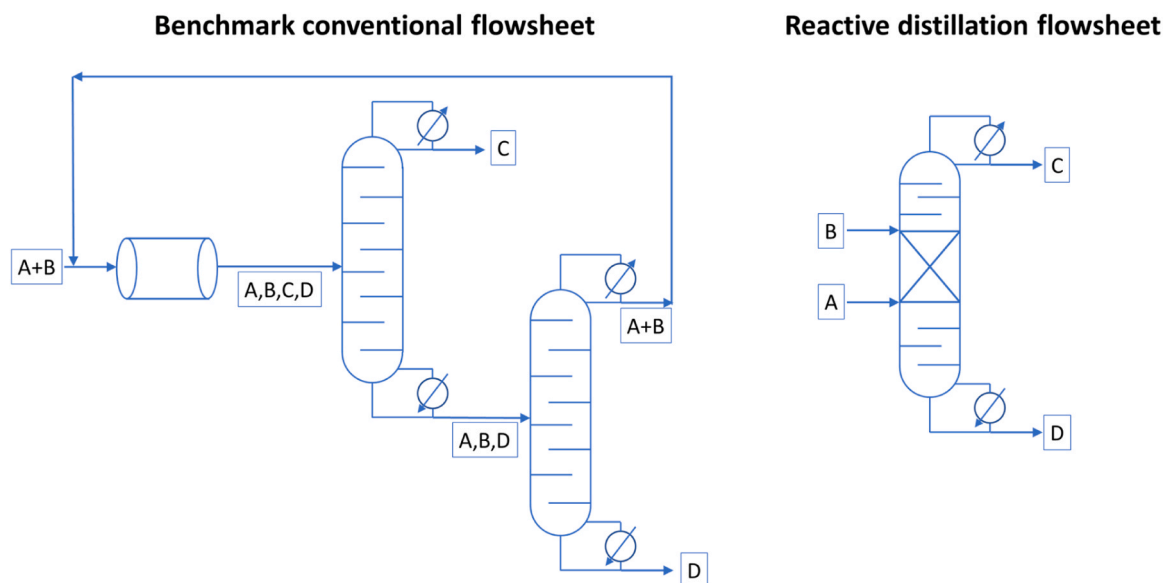 Benchmark conventional flowsheet
Reactive distillation flowsheet
C
A+B
A,B,C,D
A+B
A,B,D
D
C
B
A
D